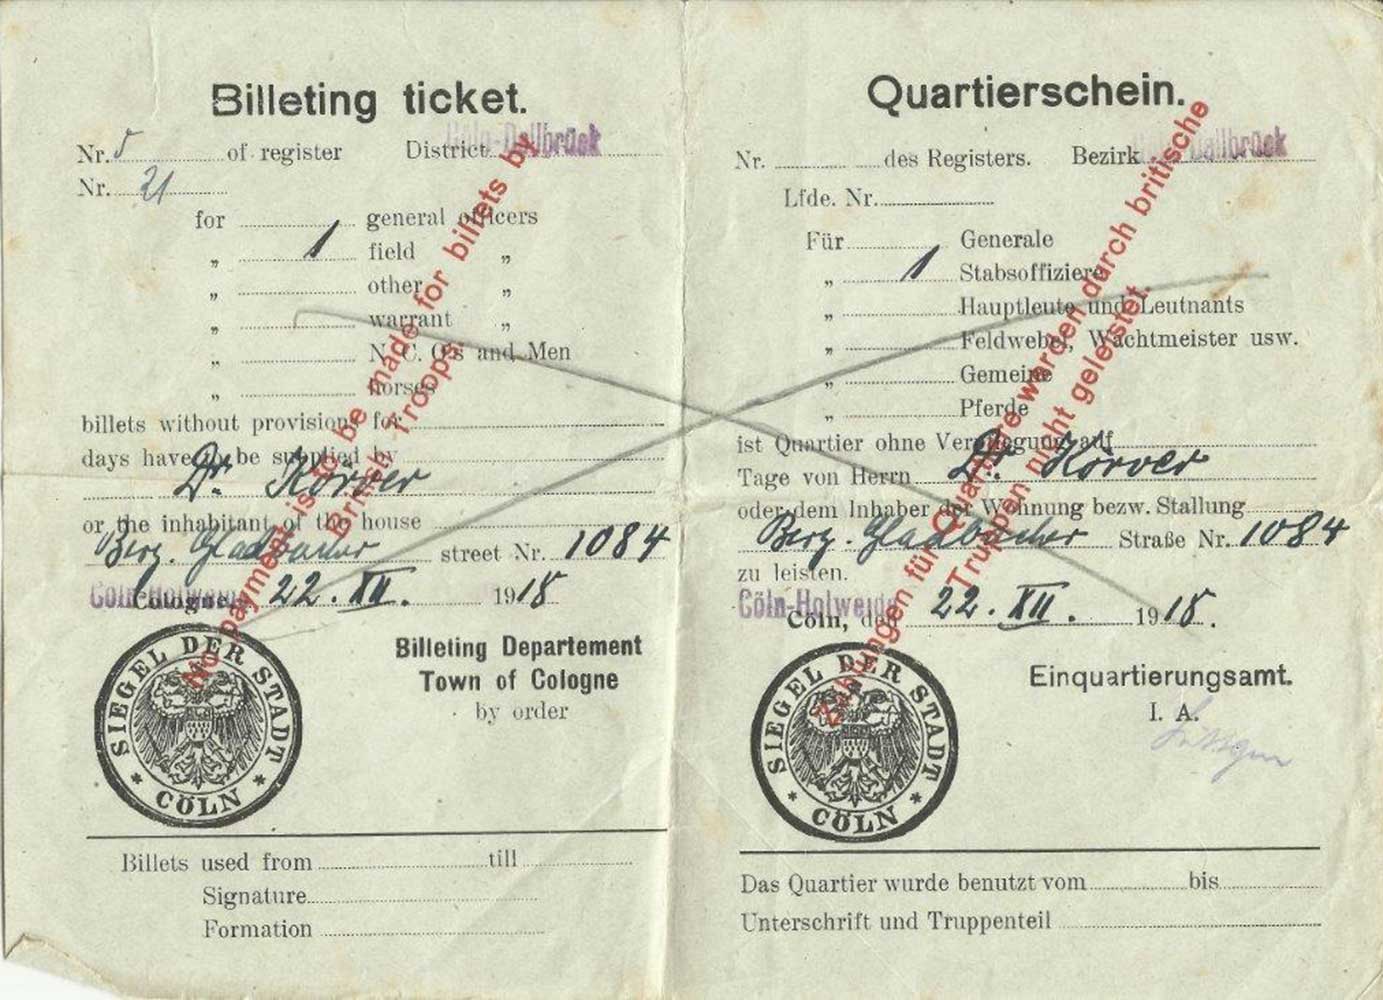 Billeting ticket.
Nr. 5 of register District Cöln-Dellbrück
Nr. 21
for general officers
„ 1 field „
„ other „
„ warrant „
„ N. C. O's and Men
„ horses
billets without provisions for
days have to be supplied by
Dr. Körver
or the inhabitant of the house
Berg. Gladbacher street Nr. 1084
Cöln-Holweide
Cologne, 22. XII. 1918
SIEGEL DER STADT
* CÖLN *
Billeting Departement
Town of Cologne
by order
Billets used from till
Signature
Formation
No payment is to be made for billets by
British Troops.
Quartierschein.
Nr. des Registers. Bezirk Cöln-Dellbrück
Lfde. Nr.
Für Generale
„ 1 Stabsoffiziere
„ Hauptleute und Leutnants
„ Feldwebel, Wachtmeister usw.
„ Gemeine
„ Pferde
ist Quartier ohne Verpflegung auf
Tage von Herrn Dr. Körver
oder dem Inhaber der Wohnung bezw. Stallung
Berg. Gladbacher Straße Nr. 1084
zu leisten.
Cöln-Holweide
Cöln, den 22. XII. 1918.
SIEGEL DER STADT
* CÖLN *
Einquartierungsamt.
I. A.
Das Quartier wurde benutzt vom bis
Unterschrift und Truppenteil
Zahlungen für Quartiere werden durch britische
Truppen nicht geleistet.